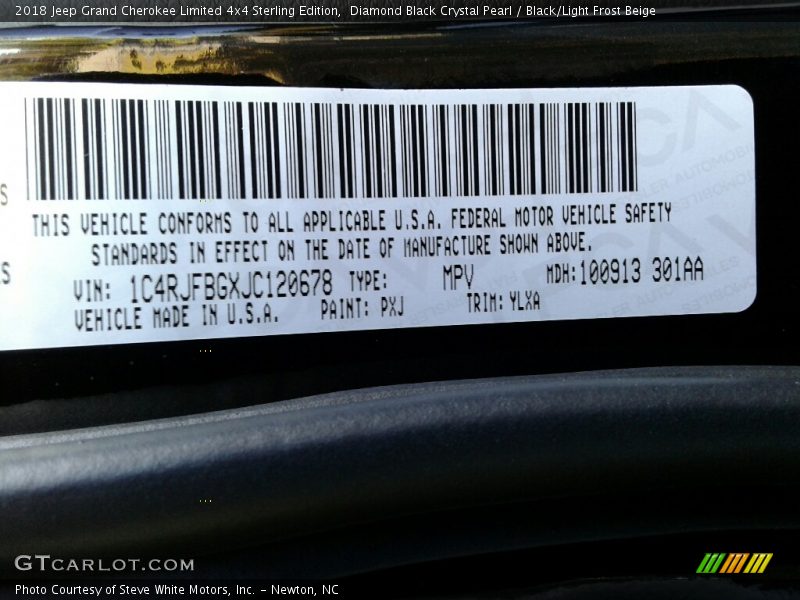 2018 Jeep Grand Cherokee Limited 4x4 Sterling Edition,  Diamond Black Crystal Pearl / Black/Light Frost Beige
THIS VEHICLE CONFORMS TO ALL APPLICABLE U.S.A. FEDERAL MOTOR VEHICLE SAFETY
STANDARDS IN EFFECT ON THE DATE OF MANUFACTURE SHOWN ABOVE.
VIN: 1C4RJFBGXJC120678 TYPE: MPV MDH:100913 301AA
VEHICLE MADE IN U.S.A. PAINT: PXJ TRIM: YLXA
GTCARLOT.COM
Photo Courtesy of Steve White Motors, Inc. – Newton, NC